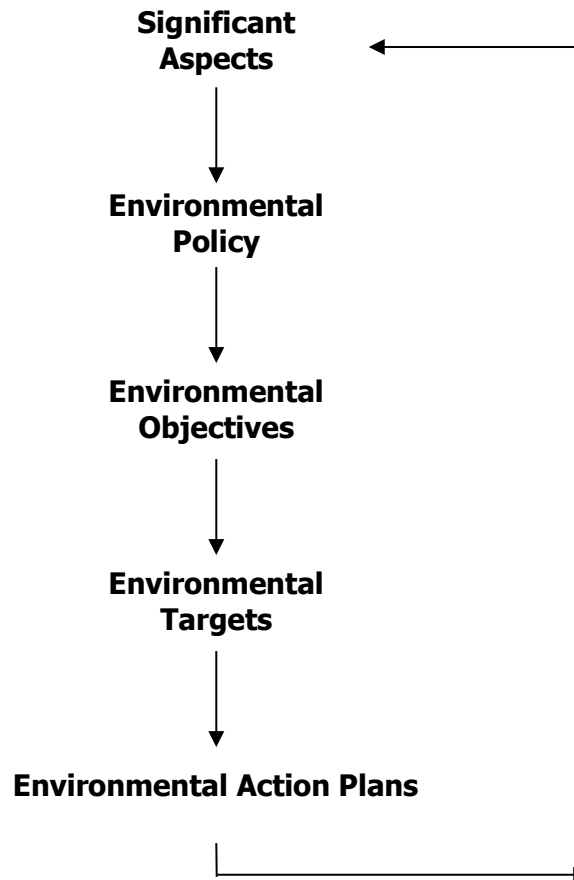 Significant
Aspects
Environmental
Policy
Environmental
Objectives
Environmental
Targets
Environmental Action Plans